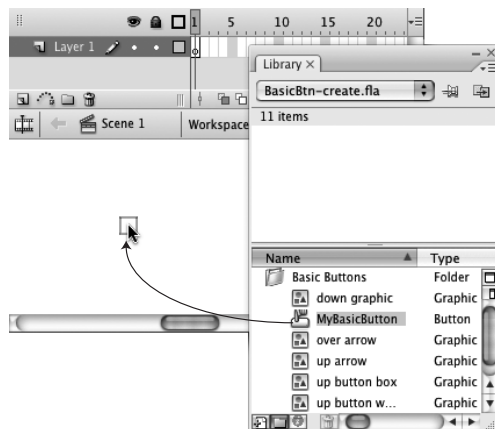 1 5 10 15 20
Layer 1
Library ×
BasicBtn-create.fla
11 items
Scene 1 Workspace
Name Type
Basic Buttons Folder
down graphic Graphic
MyBasicButton Button
over arrow Graphic
up arrow Graphic
up button box Graphic
up button w... Graphic